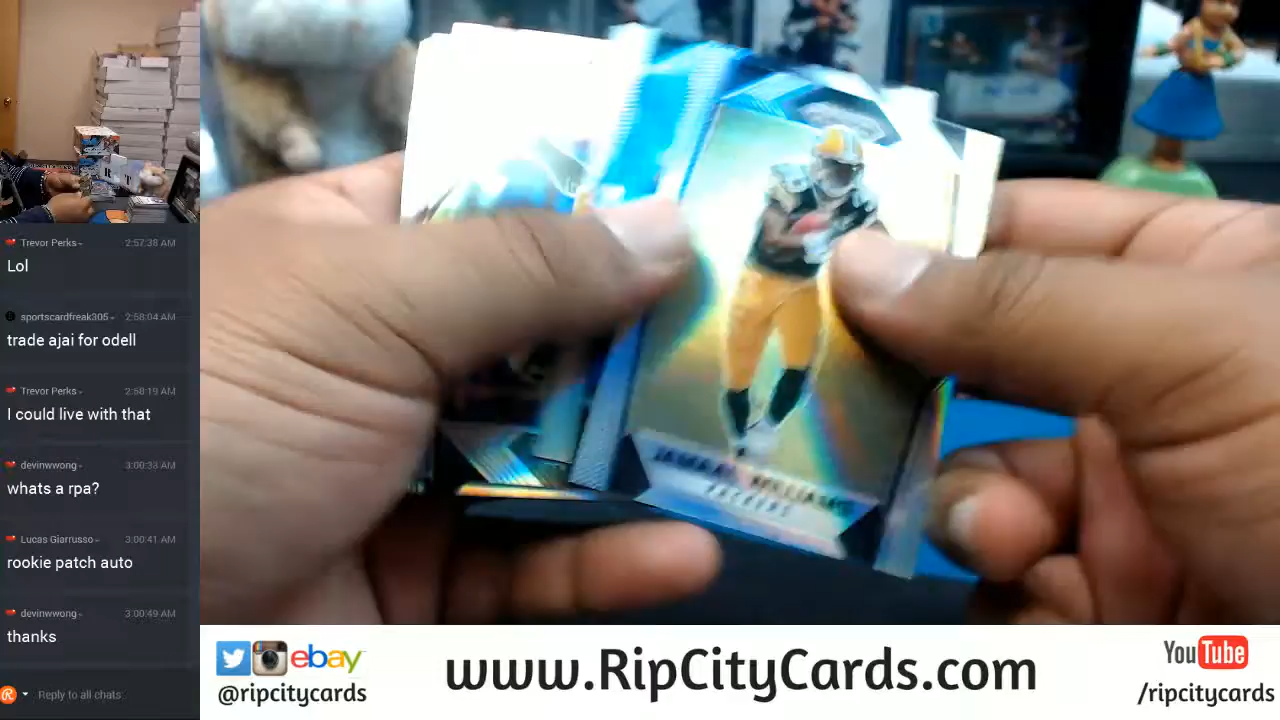 Trevor Perks 2:57:38 AM
Lol
sportscardfreak305 2:58:04 AM
trade ajai for odell
Trevor Perks 2:58:19 AM
I could live with that
devinwwong 3:00:33 AM
whats a rpa?
Lucas Giarrusso 3:00:41 AM
rookie patch auto
devinwwong 3:00:49 AM
thanks
Reply to all chats
JAMAAL WILLIAMS
PACKERS
ebay
@ripcitycards
www.RipCityCards.com
YouTube
/ripcitycards